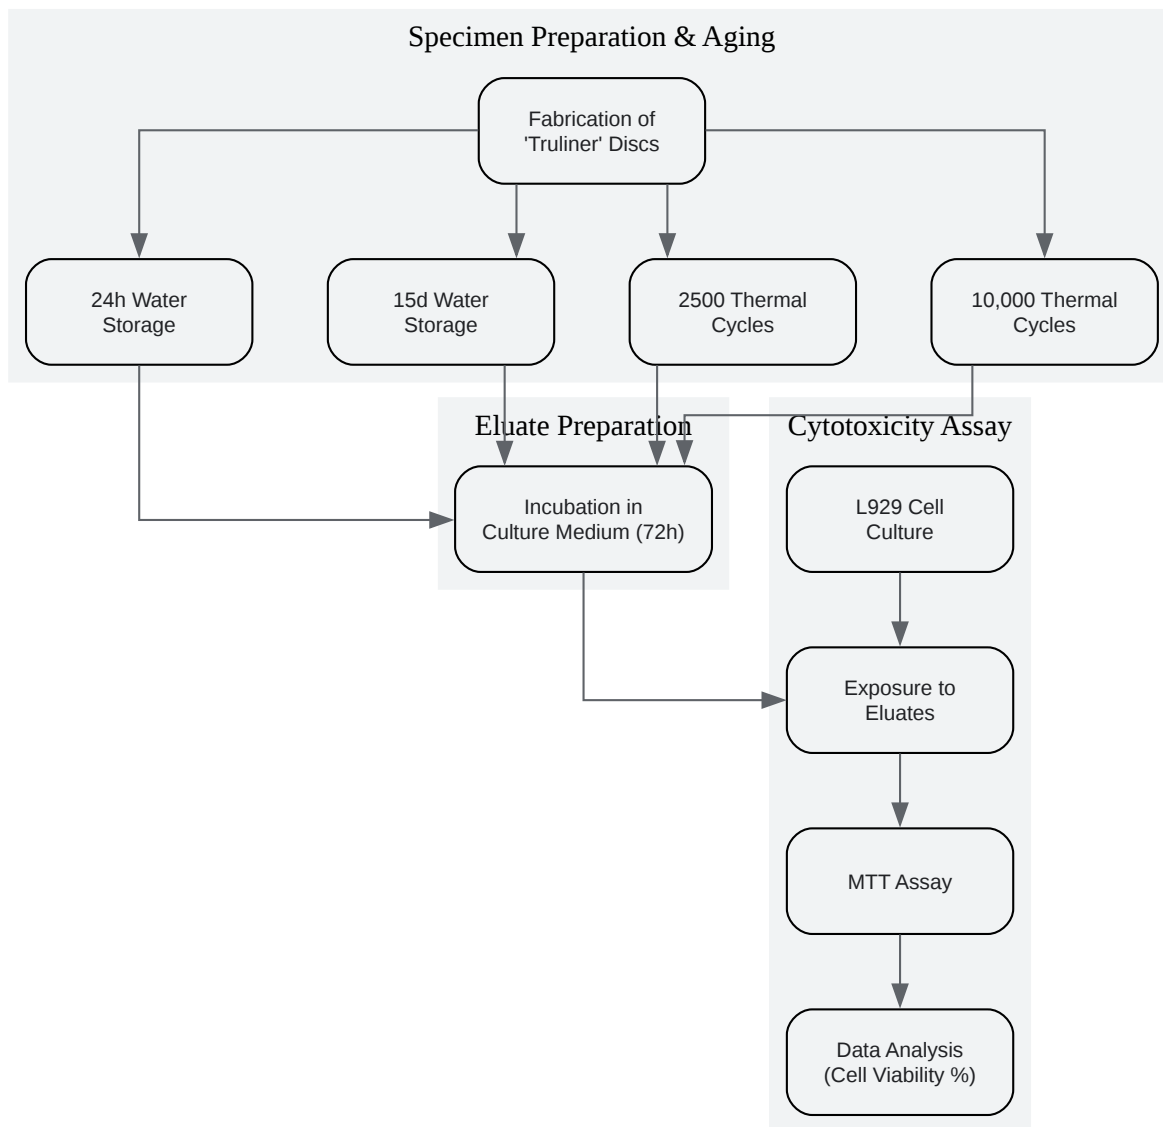 Specimen Preparation & Aging
Fabrication of
'Truliner' Discs
24h Water
Storage
15d Water
Storage
2500 Thermal
Cycles
10,000 Thermal
Cycles
Eluate Preparation
Incubation in
Culture Medium (72h)
Cytotoxicity Assay
L929 Cell
Culture
Exposure to
Eluates
MTT Assay
Data Analysis
(Cell Viability %)